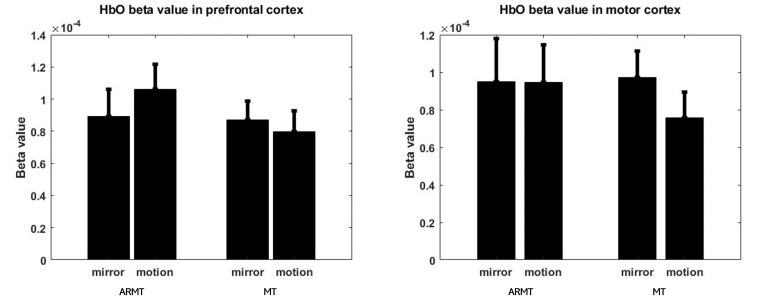 HbO beta value in prefrontal cortex
×10⁻⁴
1.4
1.2
1
0.8
0.6
0.4
0.2
0
Beta value
mirror motion mirror motion
ARMT MT
HbO beta value in motor cortex
×10⁻⁴
1.2
1
0.8
0.6
0.4
0.2
0
Beta value
mirror motion mirror motion
ARMT MT